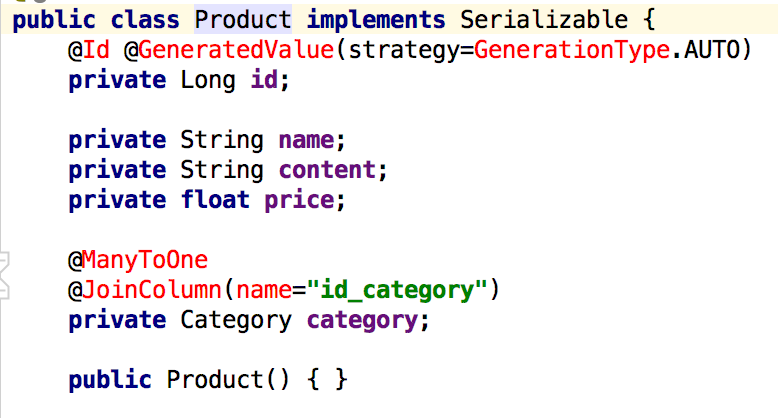 public class Product implements Serializable {
@Id @GeneratedValue(strategy=GenerationType.AUTO)
private Long id;
private String name;
private String content;
private float price;
@ManyToOne
@JoinColumn(name="id_category")
private Category category;
public Product() { }